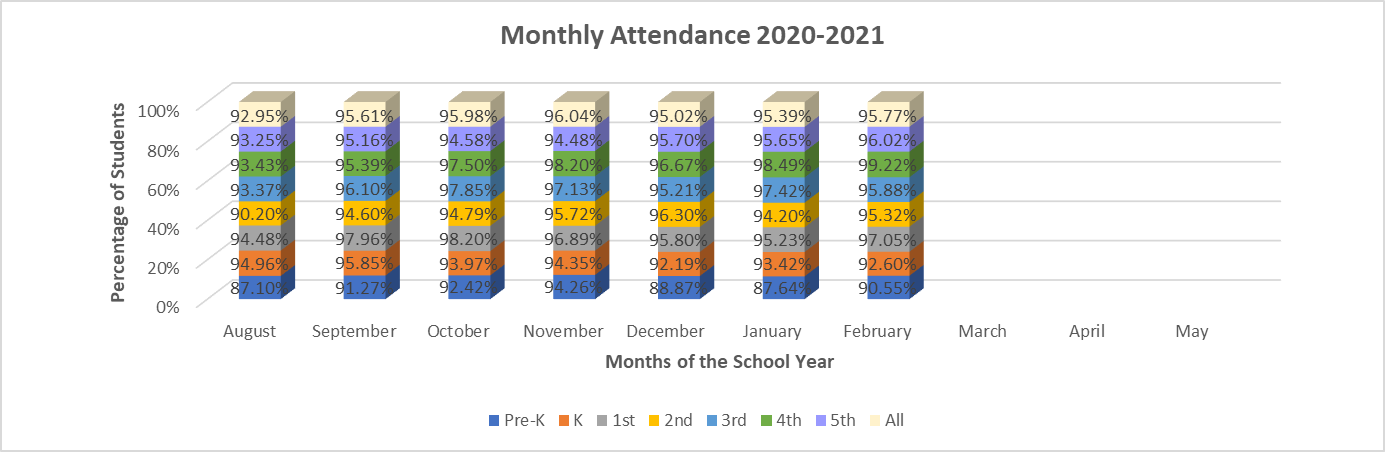 Monthly Attendance 2020-2021
Percentage of Students
100%
80%
60%
40%
20%
0%
92.95% 95.61% 95.98% 96.04% 95.02% 95.39% 95.77%
93.25% 95.16% 94.58% 94.48% 95.70% 95.65% 96.02%
93.43% 95.39% 97.50% 98.20% 96.67% 98.49% 99.22%
93.37% 96.10% 97.85% 97.13% 95.21% 97.42% 95.88%
90.20% 94.60% 94.79% 95.72% 96.30% 94.20% 95.32%
94.48% 97.96% 98.20% 96.89% 95.80% 95.23% 97.05%
94.96% 95.85% 93.97% 94.35% 92.19% 93.42% 92.60%
87.10% 91.27% 92.42% 94.26% 88.87% 87.64% 90.55%
August September October November December January February March April May
Months of the School Year
Pre-K K 1st 2nd 3rd 4th 5th All